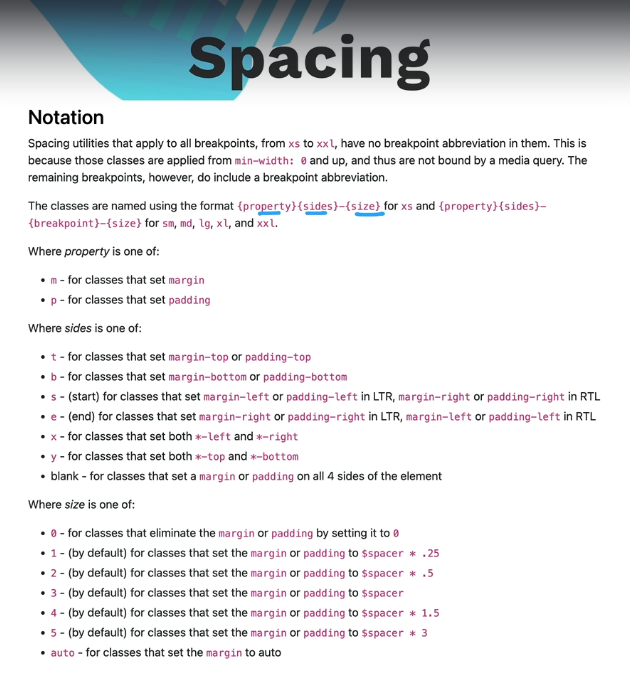 Spacing
Notation
Spacing utilities that apply to all breakpoints, from xs to xxl, have no breakpoint abbreviation in them. This is
because those classes are applied from min-width: 0 and up, and thus are not bound by a media query. The
remaining breakpoints, however, do include a breakpoint abbreviation.
The classes are named using the format {property}{sides}-{size} for xs and {property}{sides}-
{breakpoint}-{size} for sm, md, lg, xl, and xxl.
Where property is one of:
• m - for classes that set margin
• p - for classes that set padding
Where sides is one of:
• t - for classes that set margin-top or padding-top
• b - for classes that set margin-bottom or padding-bottom
• s - (start) for classes that set margin-left or padding-left in LTR, margin-right or padding-right in RTL
• e - (end) for classes that set margin-right or padding-right in LTR, margin-left or padding-left in RTL
• x - for classes that set both *-left and *-right
• y - for classes that set both *-top and *-bottom
• blank - for classes that set a margin or padding on all 4 sides of the element
Where size is one of:
• 0 - for classes that eliminate the margin or padding by setting it to 0
• 1 - (by default) for classes that set the margin or padding to $spacer * .25
• 2 - (by default) for classes that set the margin or padding to $spacer * .5
• 3 - (by default) for classes that set the margin or padding to $spacer
• 4 - (by default) for classes that set the margin or padding to $spacer * 1.5
• 5 - (by default) for classes that set the margin or padding to $spacer * 3
• auto - for classes that set the margin to auto